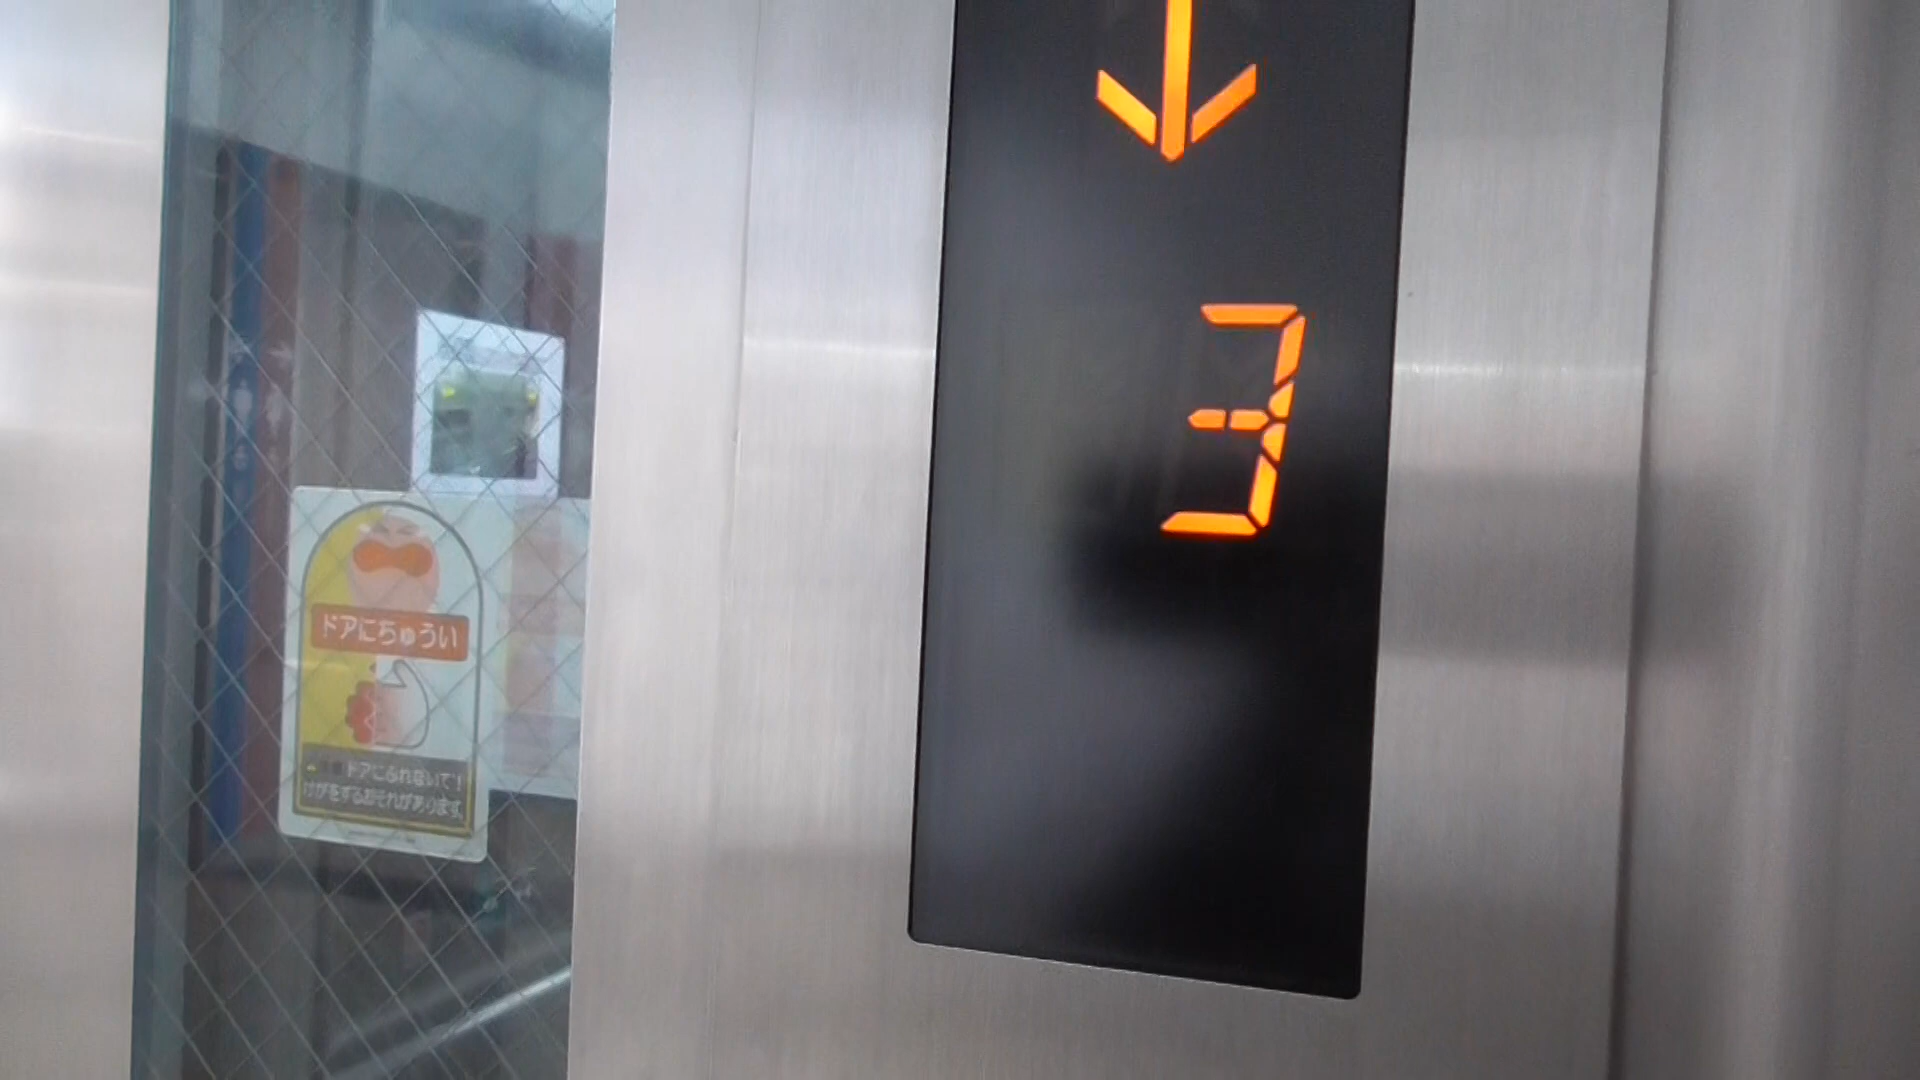 3
ドアにちゅうい
ドアにふれないで！
けがをするおそれがあります。